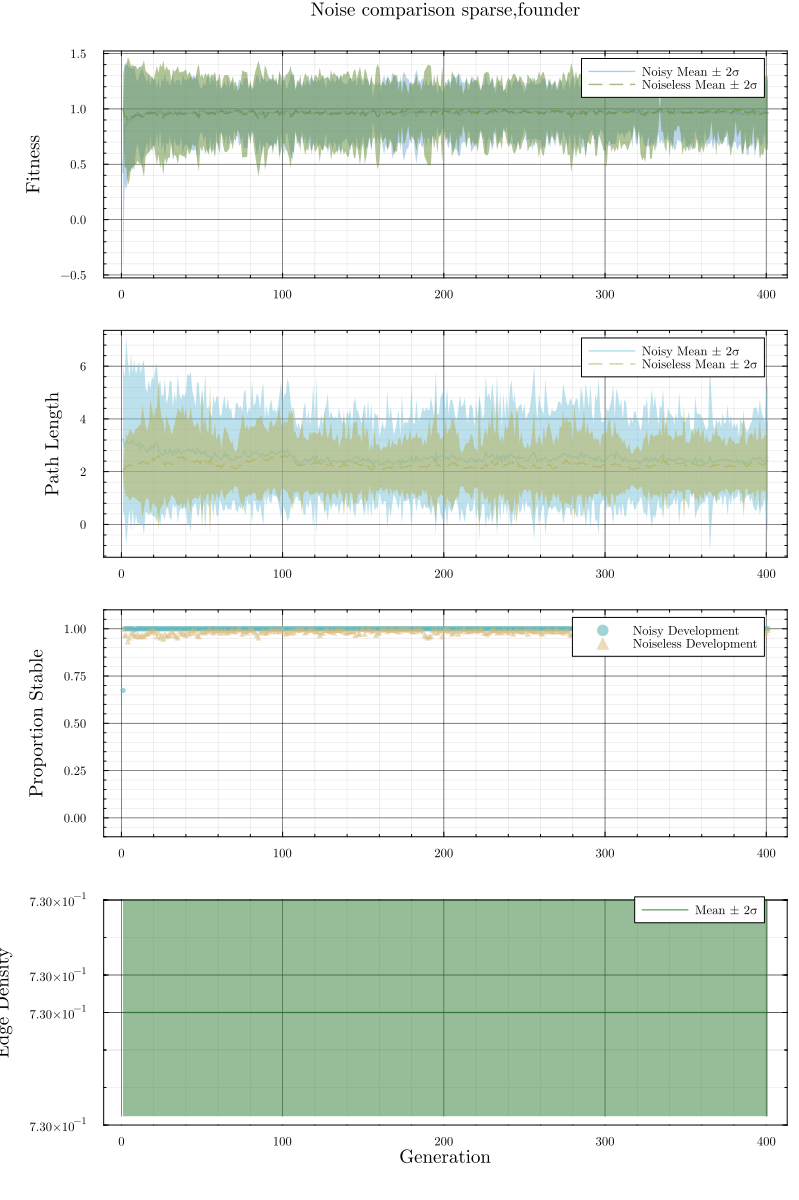 Noise comparison sparse,founder
Fitness
1.5
1.0
0.5
0.0
−0.5
Noisy Mean ± 2σ
Noiseless Mean ± 2σ
0 100 200 300 400
Path Length
6
4
2
0
Noisy Mean ± 2σ
Noiseless Mean ± 2σ
0 100 200 300 400
Proportion Stable
1.00
0.75
0.50
0.25
0.00
Noisy Development
Noiseless Development
0 100 200 300 400
Edge Density
7.30×10⁻¹
7.30×10⁻¹
7.30×10⁻¹
7.30×10⁻¹
Mean ± 2σ
0 100 200 300 400
Generation